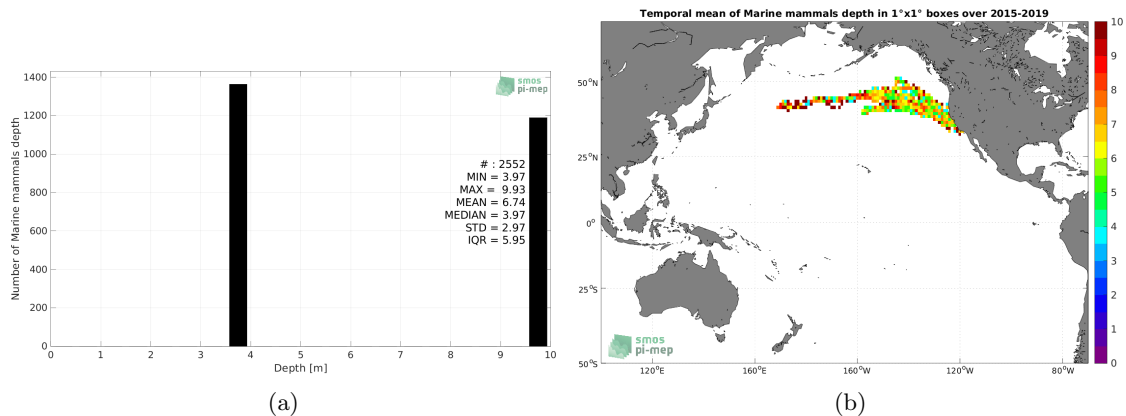 1400
1200
1000
800
600
400
200
0
Number of Marine mammals depth
smos
pi-mep
# : 2552
MIN = 3.97
MAX = 9.93
MEAN = 6.74
MEDIAN = 3.97
STD = 2.97
IQR = 5.95
0 1 2 3 4 5 6 7 8 9 10
Depth [m]
(a)
Temporal mean of Marine mammals depth in 1°x1° boxes over 2015-2019
50°N
25°N
0°
25°S
50°S
120°E 160°E 160°W 120°W 80°W
smos
pi-mep
10
9
8
7
6
5
4
3
2
1
0
(b)